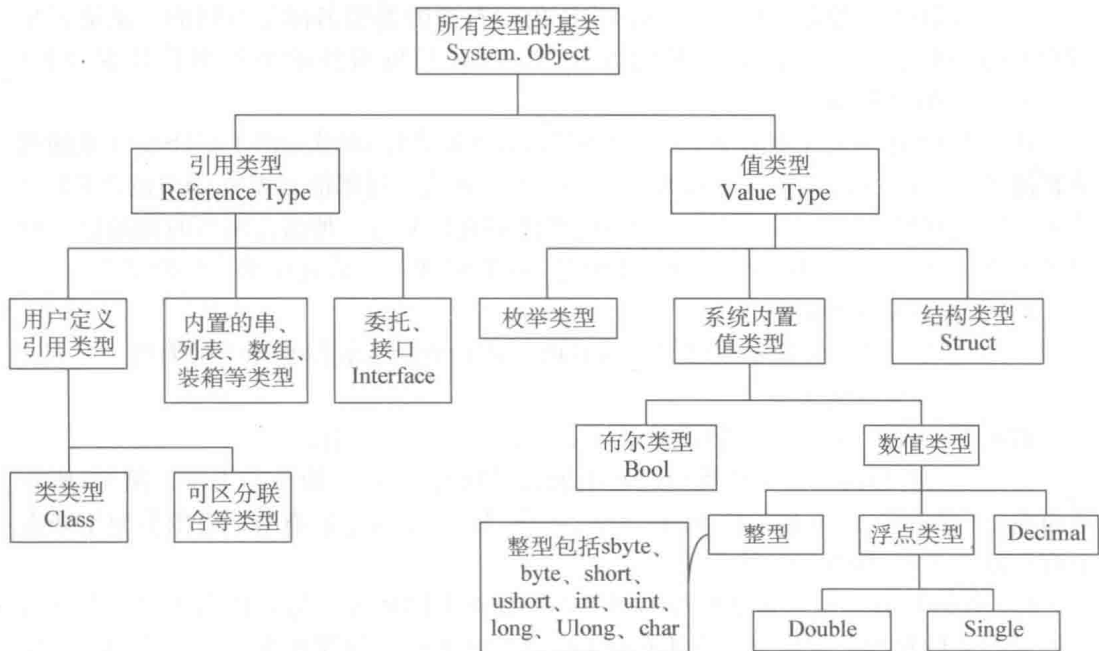 所有类型的基类
System. Object
引用类型
Reference Type
值类型
Value Type
用户定义
引用类型
内置的串、
列表、数组、
装箱等类型
委托、
接口
Interface
枚举类型
系统内置
值类型
结构类型
Struct
布尔类型
Bool
数值类型
类类型
Class
可区分联
合等类型
整型包括sbyte、
byte、short、
ushort、int、uint、
long、Ulong、char
整型
浮点类型
Decimal
Double
Single